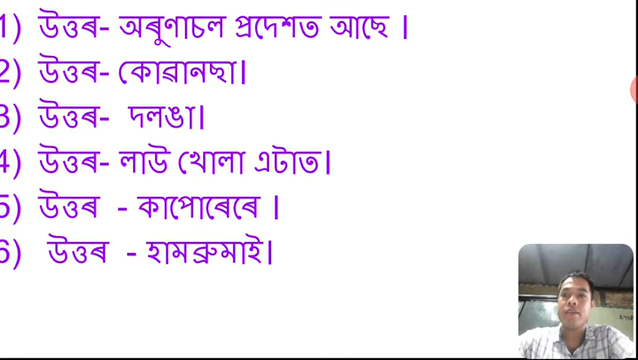 1) উত্তৰ- অৰুণাচল প্ৰদেশত আছে ।
2) উত্তৰ- কোৱানছা।
3) উত্তৰ- দলঙা।
4) উত্তৰ- লাউ খোলা এটাত।
5) উত্তৰ - কাপোৰেৰে ।
6) উত্তৰ - হামব্ৰুমাই।